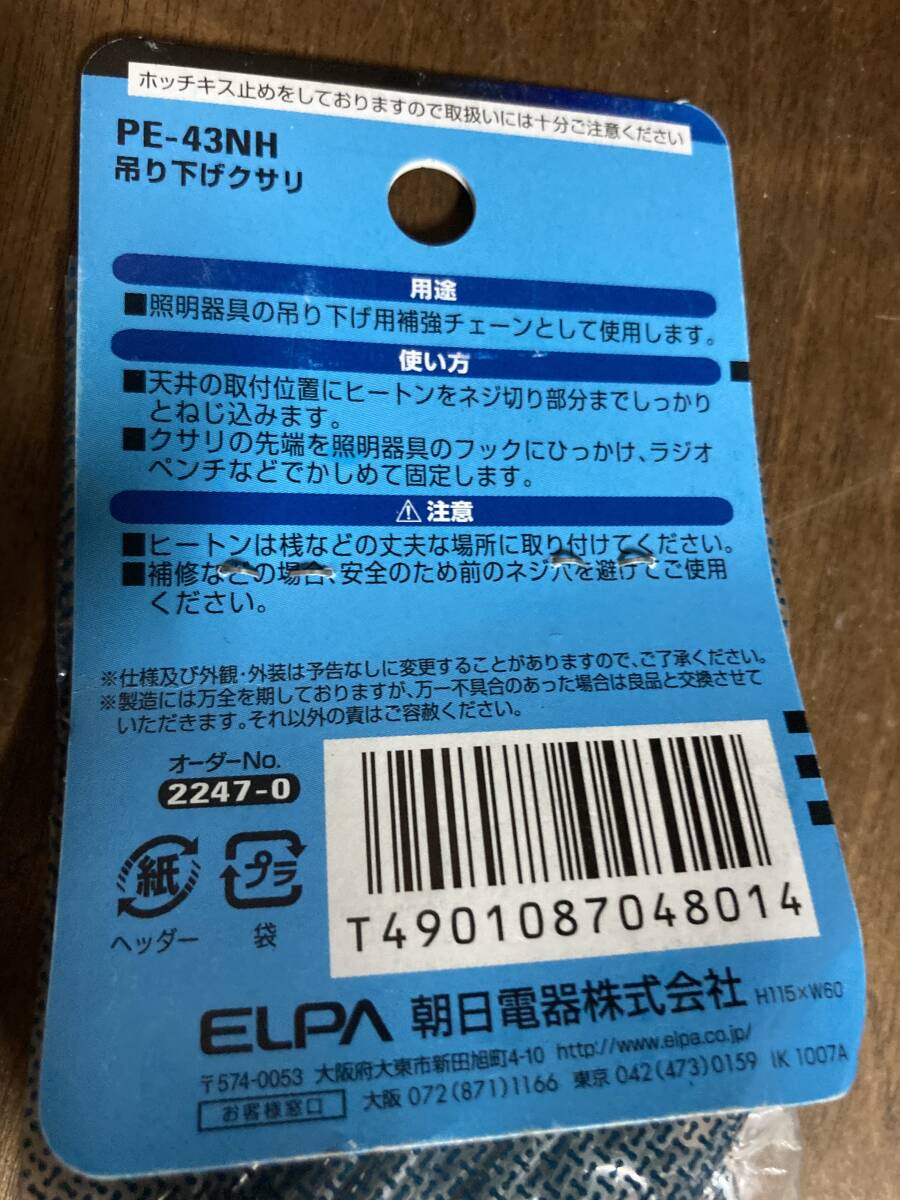 ホッチキス止めをしておりますので取扱いには十分ご注意ください
PE-43NH
吊り下げクサリ
用途
■照明器具の吊り下げ用補強チェーンとして使用します。
使い方
■天井の取付位置にヒートンをネジ切り部分までしっかり
とねじ込みます。
■クサリの先端を照明器具のフックにひっかけ、ラジオ
ペンチなどでかしめて固定します。
⚠注意
■ヒートンは桟などの丈夫な場所に取り付けてください。
■補修などの場合、安全のため前のネジ穴を避けてご使用
ください。
※仕様及び外観・外装は予告なしに変更することがありますので、ご了承ください。
※製造には万全を期しておりますが、万一不具合のあった場合は良品と交換させて
いただきます。それ以外の責はご容赦ください。
オーダーNo.
2247-0
紙
ヘッダー
プラ
袋
T4901087048014
ELPA 朝日電器株式会社 H115×W60
〒574-0053 大阪府大東市新田旭町4-10 http://www.elpa.co.jp/
お客様窓口 大阪 072(871)1166 東京 042(473)0159 IK 1007A